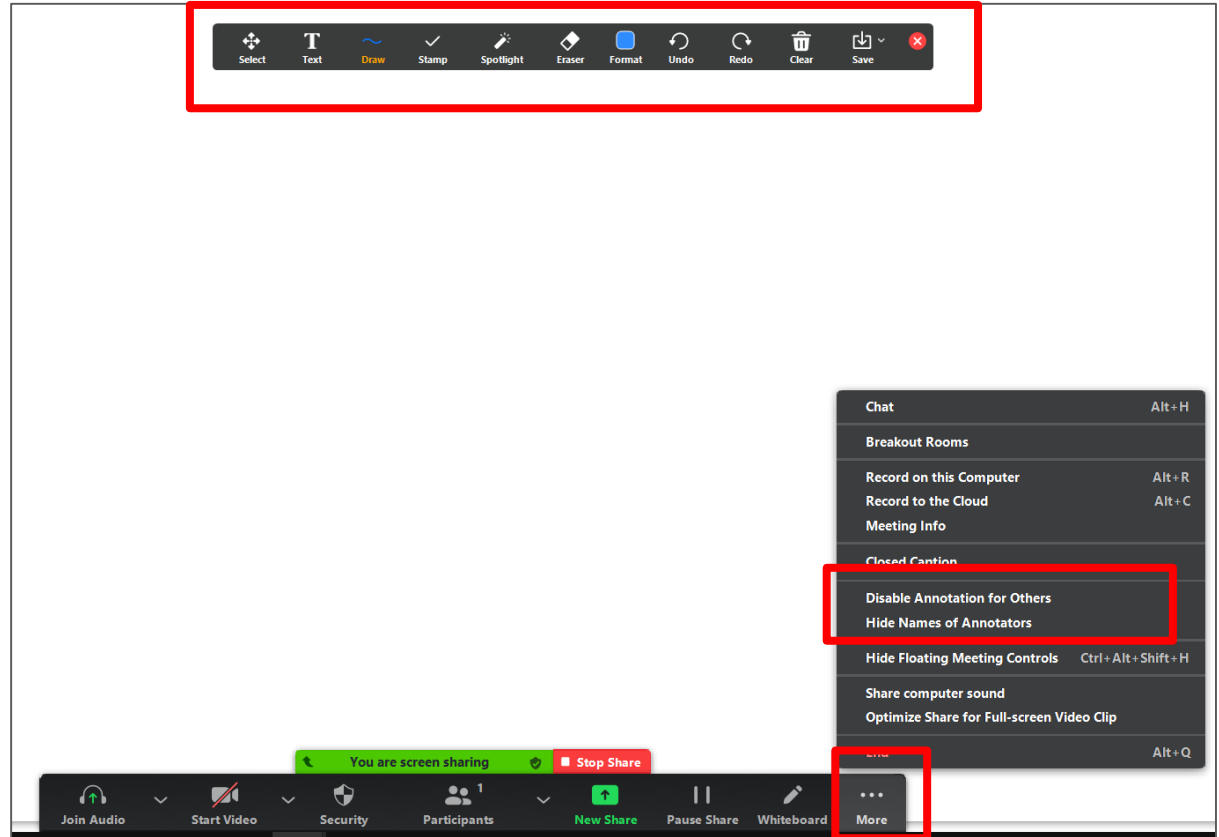 Select Text Draw Stamp Spotlight Eraser Format Undo Redo Clear Save
Chat Alt+H
Breakout Rooms
Record on this Computer Alt+R
Record to the Cloud Alt+C
Meeting Info
Closed Caption
Disable Annotation for Others
Hide Names of Annotators
Hide Floating Meeting Controls Ctrl+Alt+Shift+H
Share computer sound
Optimize Share for Full-screen Video Clip
End Alt+Q
You are screen sharing Stop Share
1
Join Audio Start Video Security Participants New Share Pause Share Whiteboard More